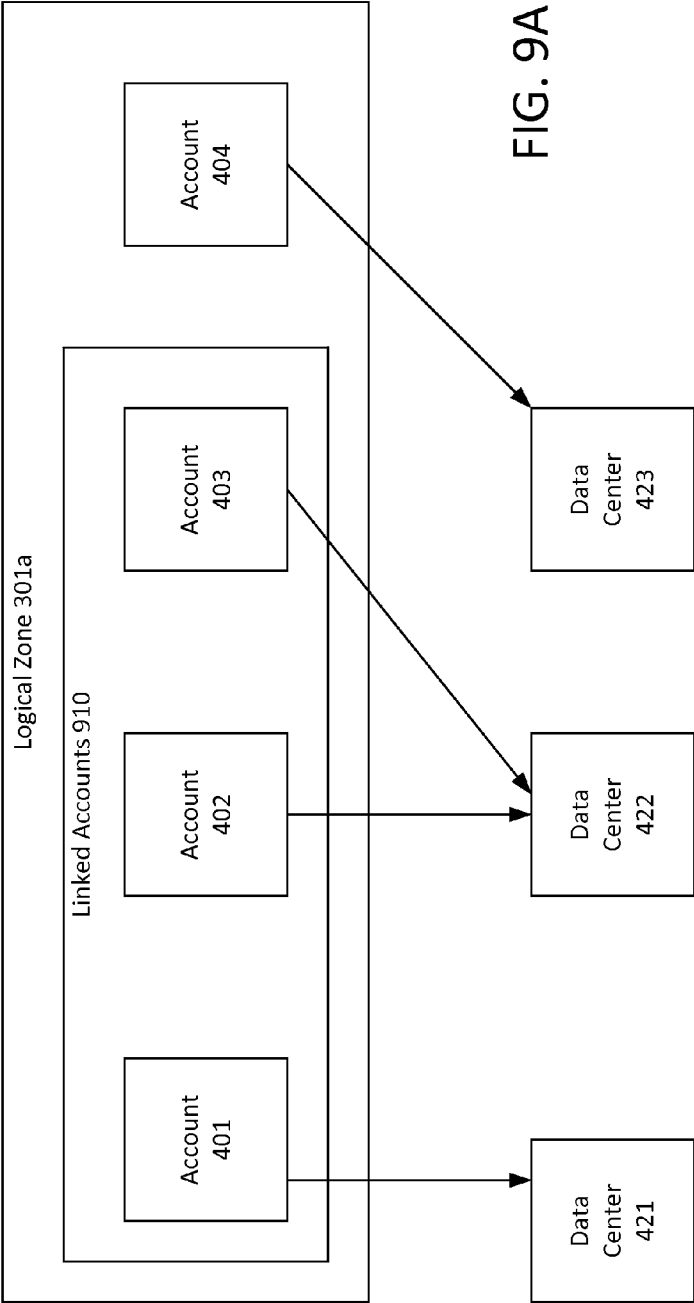 Logical Zone 301a
Linked Accounts 910
Account
401
Account
402
Account
403
Account
404
Data
Center
421
Data
Center
422
Data
Center
423
FIG. 9A